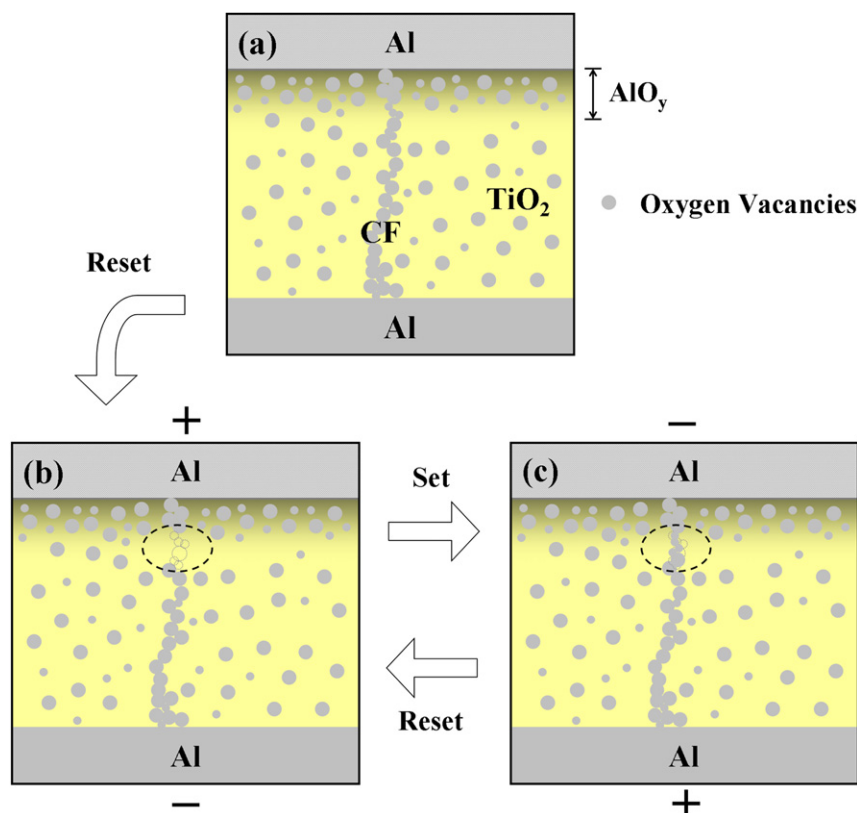 (a)
Al
AlOy
TiO2
Oxygen Vacancies
CF
Reset
Al
+
−
(b)
Al
Set
(c)
Al
Reset
Al
Al
−
+